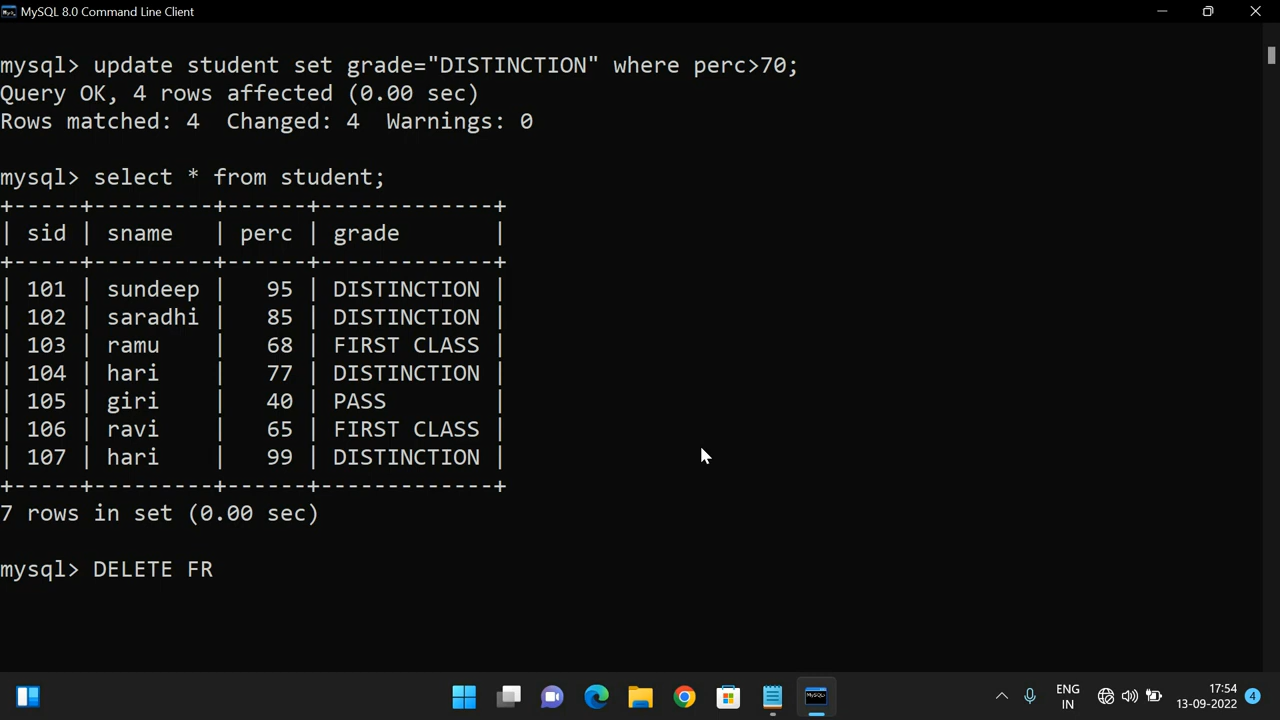 MySQL 8.0 Command Line Client
mysql> update student set grade="DISTINCTION" where perc>70;
Query OK, 4 rows affected (0.00 sec)
Rows matched: 4  Changed: 4  Warnings: 0
mysql> select * from student;
+-----+---------+------+-------------+
| sid | sname   | perc | grade       |
+-----+---------+------+-------------+
| 101 | sundeep |   95 | DISTINCTION |
| 102 | saradhi |   85 | DISTINCTION |
| 103 | ramu    |   68 | FIRST CLASS |
| 104 | hari    |   77 | DISTINCTION |
| 105 | giri    |   40 | PASS        |
| 106 | ravi    |   65 | FIRST CLASS |
| 107 | hari    |   99 | DISTINCTION |
+-----+---------+------+-------------+
7 rows in set (0.00 sec)
mysql> DELETE FR
ENG
IN
17:54
13-09-2022
4